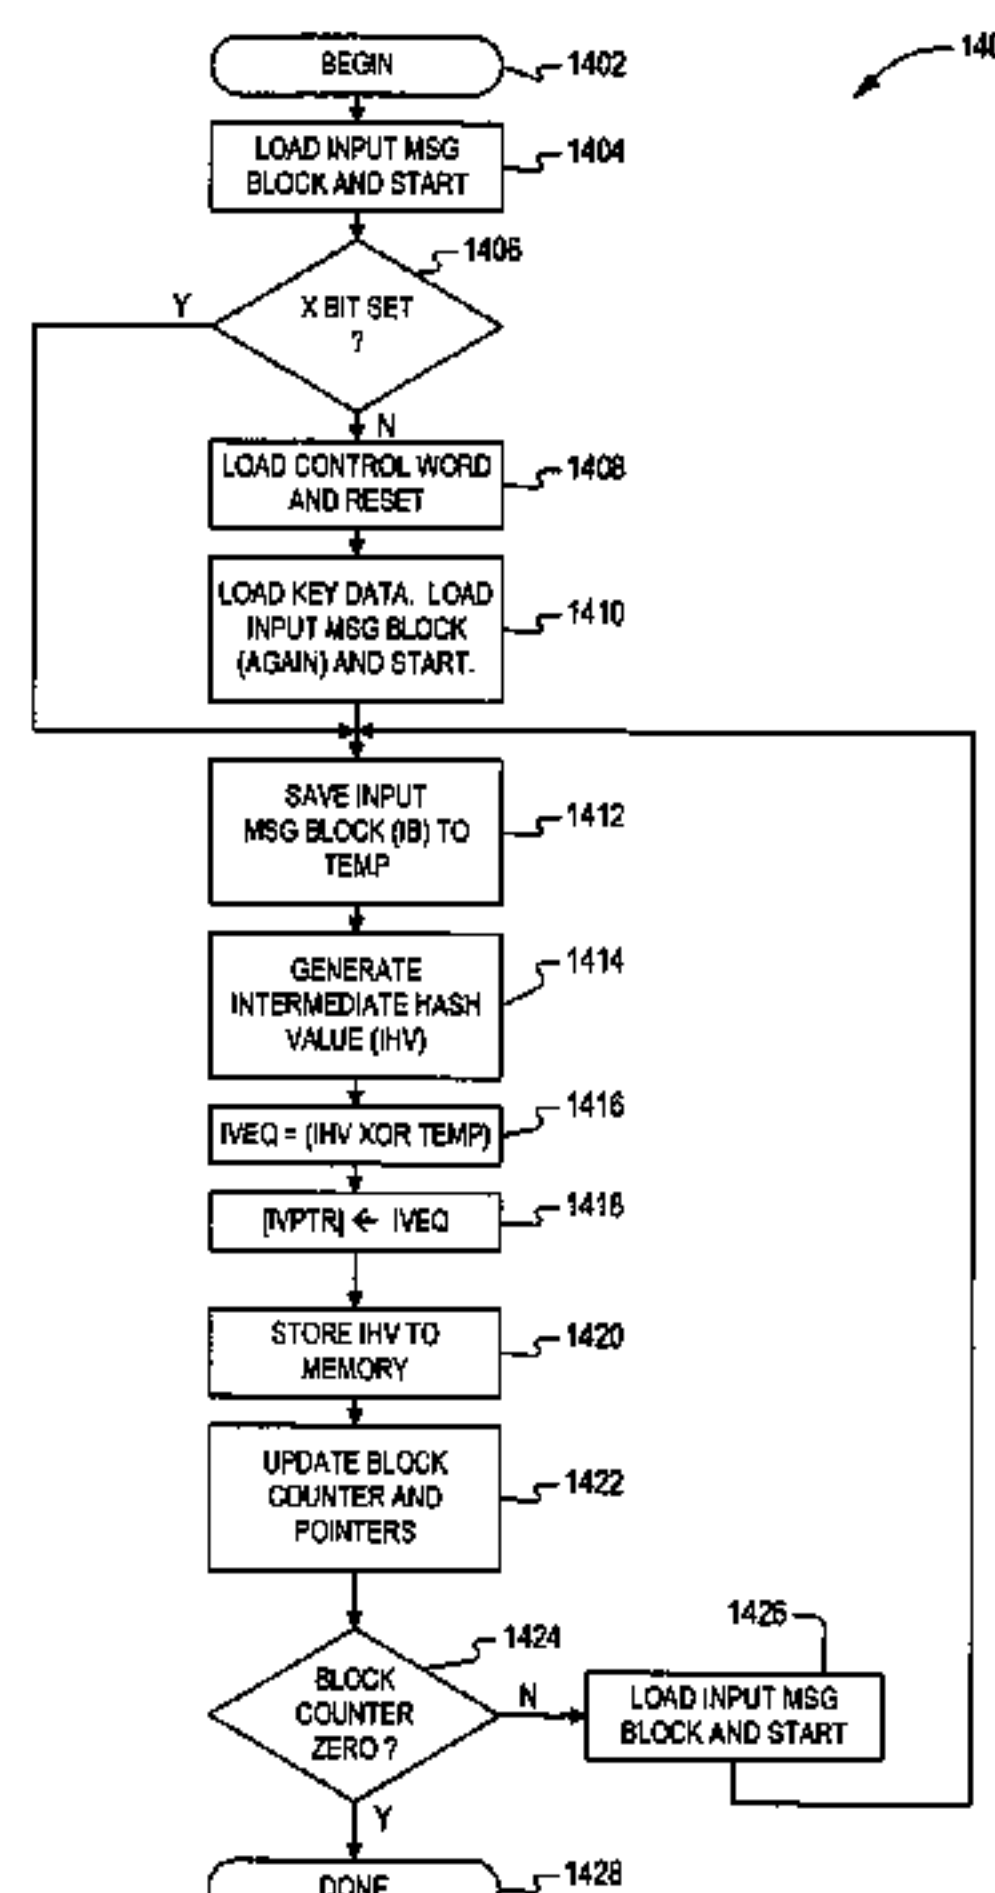 BEGIN
1402
LOAD INPUT MSG
BLOCK AND START
1404
1406
X BIT SET
?
Y
N
LOAD CONTROL WORD
AND RESET
1408
LOAD KEY DATA. LOAD
INPUT MSG BLOCK
(AGAIN) AND START.
1410
SAVE INPUT
MSG BLOCK (IB) TO
TEMP
1412
GENERATE
INTERMEDIATE HASH
VALUE (IHV)
1414
IVEQ = (IHV XOR TEMP)
1416
[IVPTR] ← IVEQ
1418
STORE IHV TO
MEMORY
1420
UPDATE BLOCK
COUNTER AND
POINTERS
1422
1424
BLOCK
COUNTER
ZERO ?
N
1426
LOAD INPUT MSG
BLOCK AND START
Y
DONE
1428